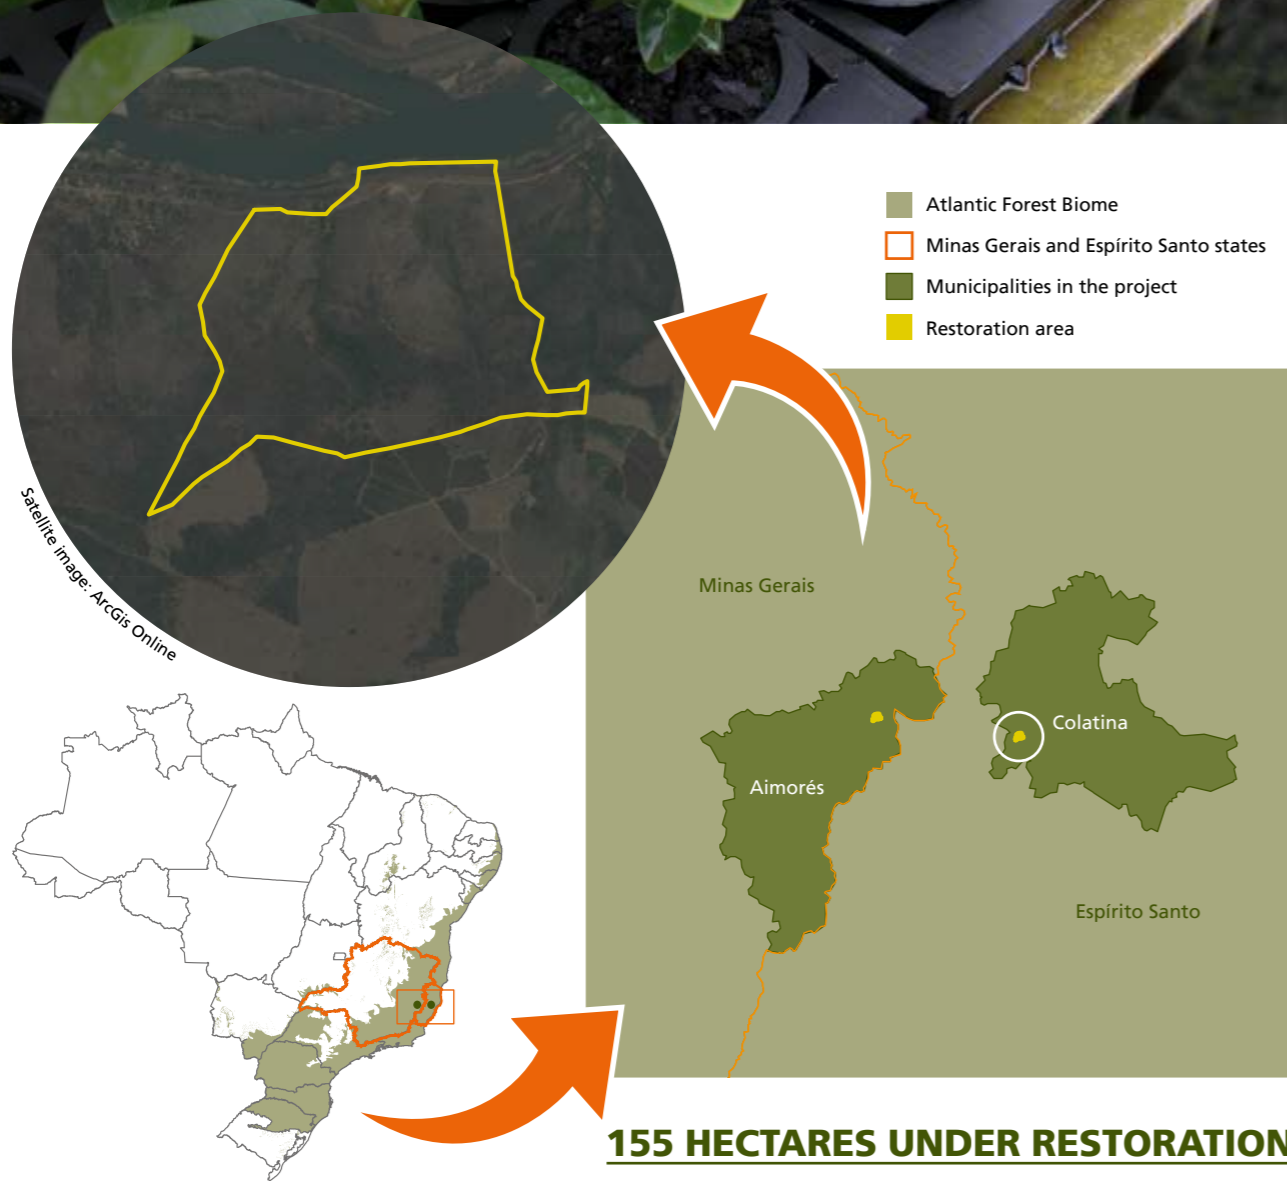 Atlantic Forest Biome
Minas Gerais and Espírito Santo states
Municipalities in the project
Restoration area
Satellite image: ArcGis Online
Minas Gerais
Colatina
Aimorés
Espírito Santo
155 HECTARES UNDER RESTORATION